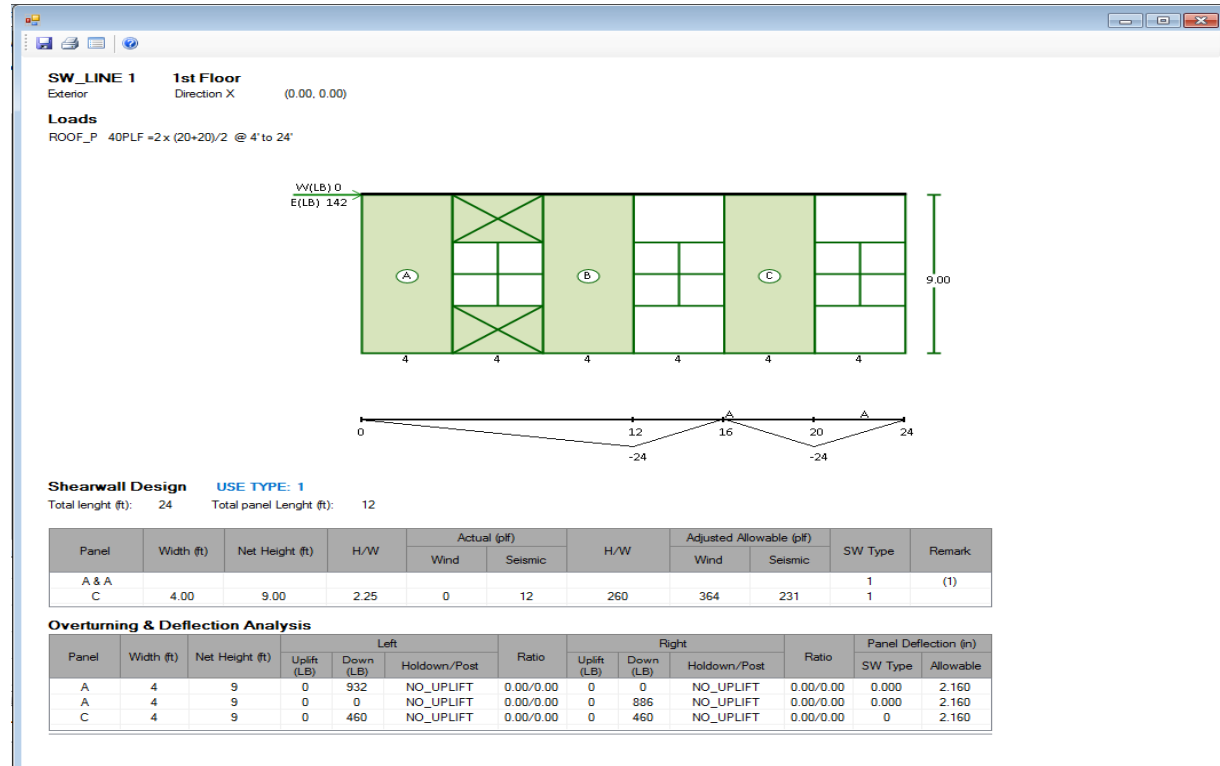 SW_LINE 1 1st Floor
Exterior Direction X (0.00, 0.00)
Loads
ROOF_P 40PLF =2 x (20+20)/2 @ 4' to 24'
W(LB) 0
E(LB) 142
A B C
9.00
4 4 4 4 4 4
A A
0 12 16 20 24
-24 -24
Shearwall Design USE TYPE: 1
Total lenght (ft): 24 Total panel Lenght (ft): 12
Panel Width (ft) Net Height (ft) H/W Actual (plf) H/W Adjusted Allowable (plf) SW Type Remark
Wind Seismic Wind Seismic
A & A 1 (1)
C 4.00 9.00 2.25 0 12 260 364 231 1
Overturning & Deflection Analysis
Panel Width (ft) Net Height (ft) Left Ratio Right Ratio Panel Deflection (in)
Uplift (LB) Down (LB) Holdown/Post Uplift (LB) Down (LB) Holdown/Post SW Type Allowable
A 4 9 0 932 NO_UPLIFT 0.00/0.00 0 0 NO_UPLIFT 0.00/0.00 0.000 2.160
A 4 9 0 0 NO_UPLIFT 0.00/0.00 0 886 NO_UPLIFT 0.00/0.00 0.000 2.160
C 4 9 0 460 NO_UPLIFT 0.00/0.00 0 460 NO_UPLIFT 0.00/0.00 0 2.160